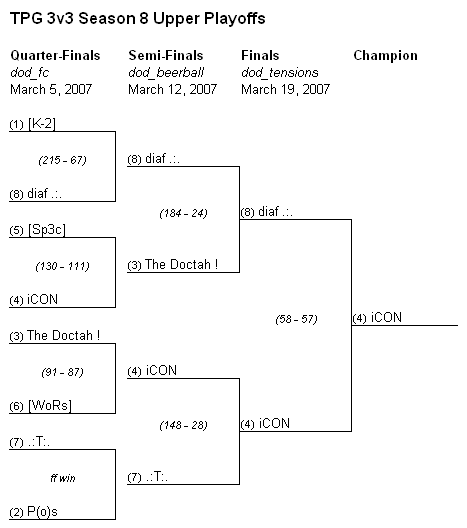 TPG 3v3 Season 8 Upper Playoffs
Quarter-Finals Semi-Finals Finals Champion
dod_fc dod_beerball dod_tensions
March 5, 2007 March 12, 2007 March 19, 2007
(1) [K-2]
(215 - 67)
(8) diaf .:.
(5) [Sp3c]
(130 - 111)
(4) iCON
(3) The Doctah !
(91 - 87)
(6) [WoRs]
(7) .:T:.
ff win
(2) P(o)s
(8) diaf .:.
(184 - 24)
(3) The Doctah !
(4) iCON
(148 - 28)
(7) .:T:.
(8) diaf .:.
(58 - 57)
(4) iCON
(4) iCON